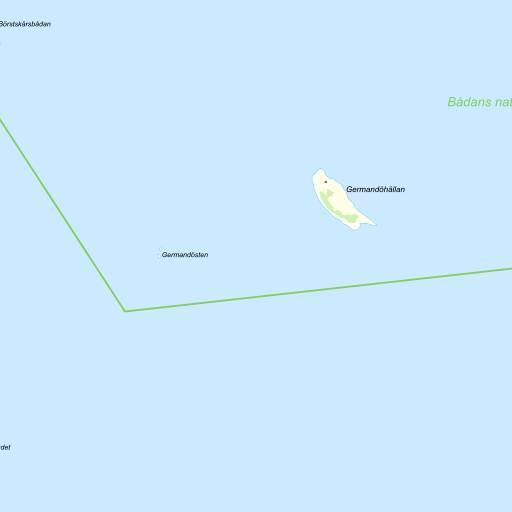 Börstskärsbådan
Bådans nat
Germandöhällan
Germandösten
det